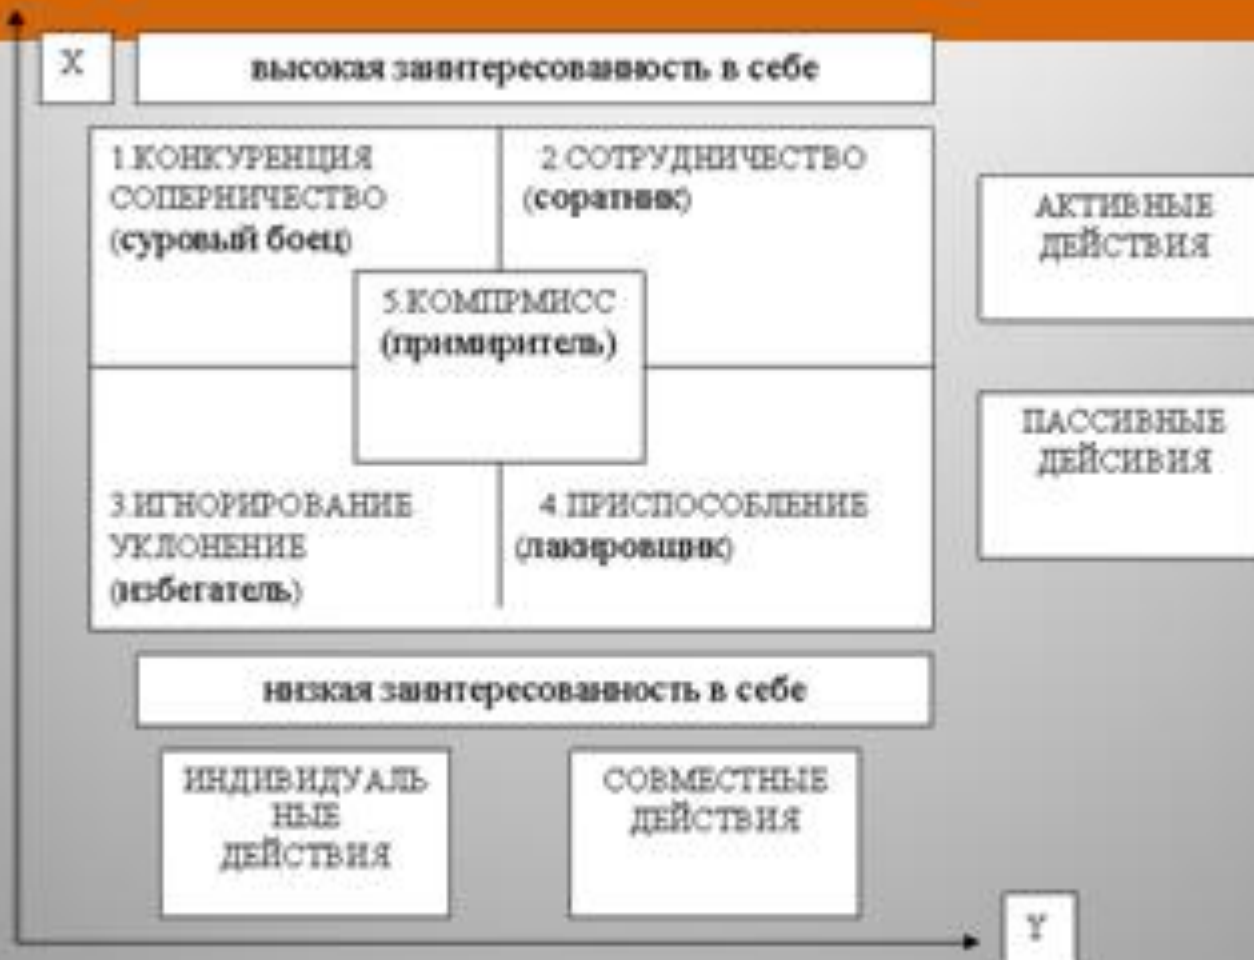 X
высокая заинтересованность в себе
1.КОНКУРЕНЦИЯ
СОПЕРНИЧЕСТВО
(суровый боец)
2.СОТРУДНИЧЕСТВО
(соратник)
АКТИВНЫЕ
ДЕЙСТВИЯ
5.КОМПРМИСС
(примиритель)
ПАССИВНЫЕ
ДЕЙСИВИЯ
3.ИГНОРИРОВАНИЕ
УКЛОНЕНИЕ
(избегатель)
4.ПРИСПОСОБЛЕНИЕ
(лакировщик)
низкая заинтересованность в себе
ИНДИВИДУАЛЬ
НЫЕ
ДЕЙСТВИЯ
СОВМЕСТНЫЕ
ДЕЙСТВИЯ
Y